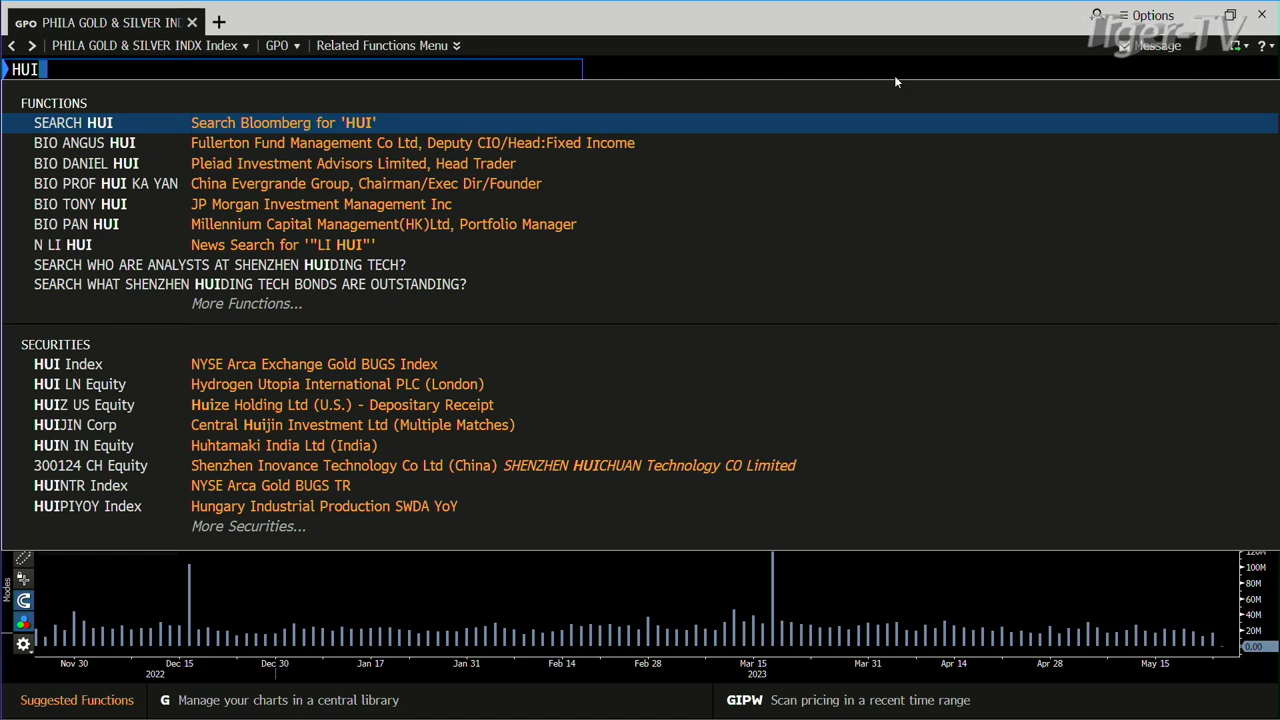 GPO PHILA GOLD & SILVER IND
Options
PHILA GOLD & SILVER INDX Index GPO Related Functions Menu
Message
Tiger-TV
HUI
FUNCTIONS
SEARCH HUI Search Bloomberg for 'HUI'
BIO ANGUS HUI Fullerton Fund Management Co Ltd, Deputy CIO/Head:Fixed Income
BIO DANIEL HUI Pleiad Investment Advisors Limited, Head Trader
BIO PROF HUI KA YAN China Evergrande Group, Chairman/Exec Dir/Founder
BIO TONY HUI JP Morgan Investment Management Inc
BIO PAN HUI Millennium Capital Management(HK)Ltd, Portfolio Manager
N LI HUI News Search for '"LI HUI"'
SEARCH WHO ARE ANALYSTS AT SHENZHEN HUIDING TECH?
SEARCH WHAT SHENZHEN HUIDING TECH BONDS ARE OUTSTANDING?
More Functions...
SECURITIES
HUI Index NYSE Arca Exchange Gold BUGS Index
HUI LN Equity Hydrogen Utopia International PLC (London)
HUIZ US Equity Huize Holding Ltd (U.S.) - Depositary Receipt
HUIJIN Corp Central Huijin Investment Ltd (Multiple Matches)
HUIN IN Equity Huhtamaki India Ltd (India)
300124 CH Equity Shenzhen Inovance Technology Co Ltd (China) SHENZHEN HUICHUAN Technology CO Limited
HUINTR Index NYSE Arca Gold BUGS TR
HUIPIYOY Index Hungary Industrial Production SWDA YoY
More Securities...
Modes
120M
100M
80M
60M
40M
20M
0.00
Nov 30 Dec 15 Dec 30 Jan 17 Jan 31 Feb 14 Feb 28 Mar 15 Mar 31 Apr 14 Apr 28 May 15
2022 2023
Suggested Functions G Manage your charts in a central library GIPW Scan pricing in a recent time range